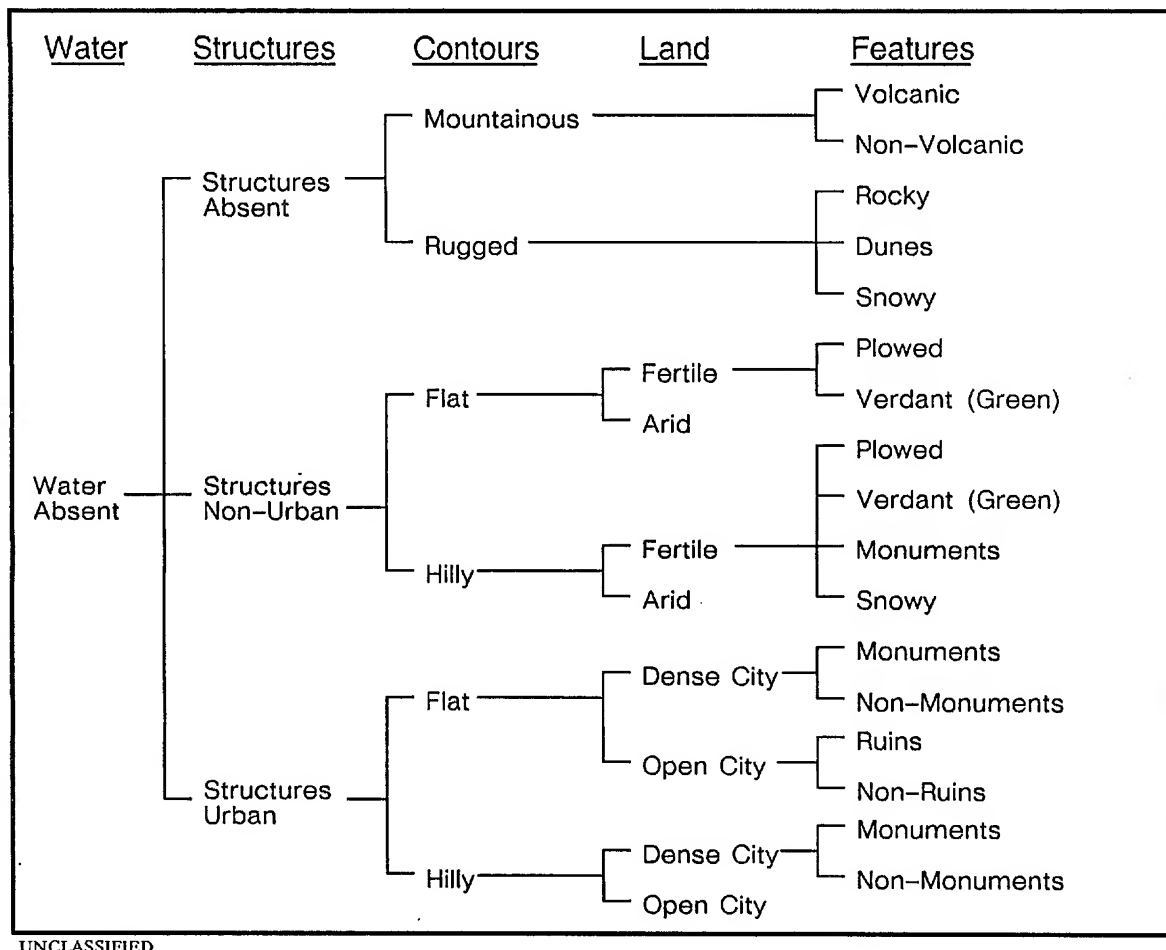 Water Structures Contours Land Features
Volcanic
Mountainous
Non-Volcanic
Structures
Absent
Rocky
Rugged
Dunes
Snowy
Plowed
Fertile
Flat
Verdant (Green)
Arid
Plowed
Water
Absent
Structures
Non-Urban
Verdant (Green)
Fertile
Monuments
Hilly
Arid
Snowy
Monuments
Dense City
Flat
Non-Monuments
Ruins
Open City
Structures
Urban
Non-Ruins
Monuments
Dense City
Hilly
Non-Monuments
Open City
UNCLASSIFIED